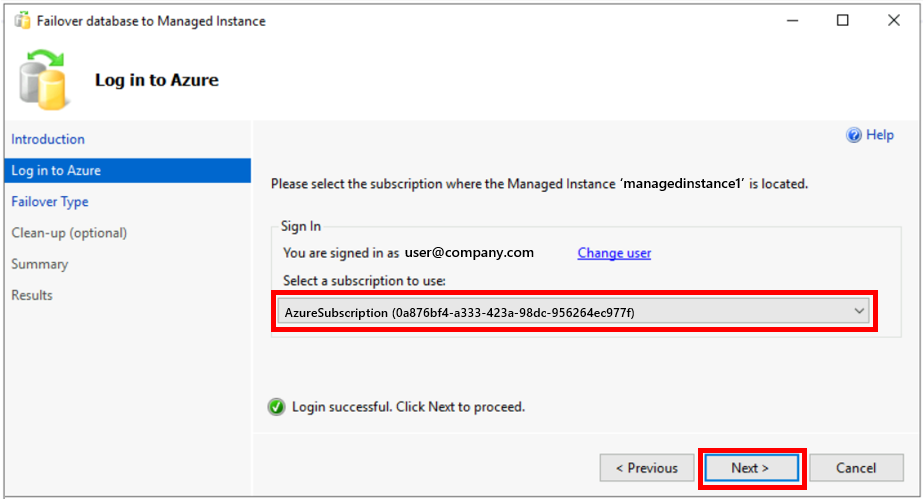 Failover database to Managed Instance
Log in to Azure
Introduction
Log in to Azure
Failover Type
Clean-up (optional)
Summary
Results
Help
Please select the subscription where the Managed Instance ‘managedinstance1’ is located.
Sign In
You are signed in as user@company.com Change user
Select a subscription to use:
AzureSubscription (0a876bf4-a333-423a-98dc-956264ec977f)
Login successful. Click Next to proceed.
< Previous Next > Cancel